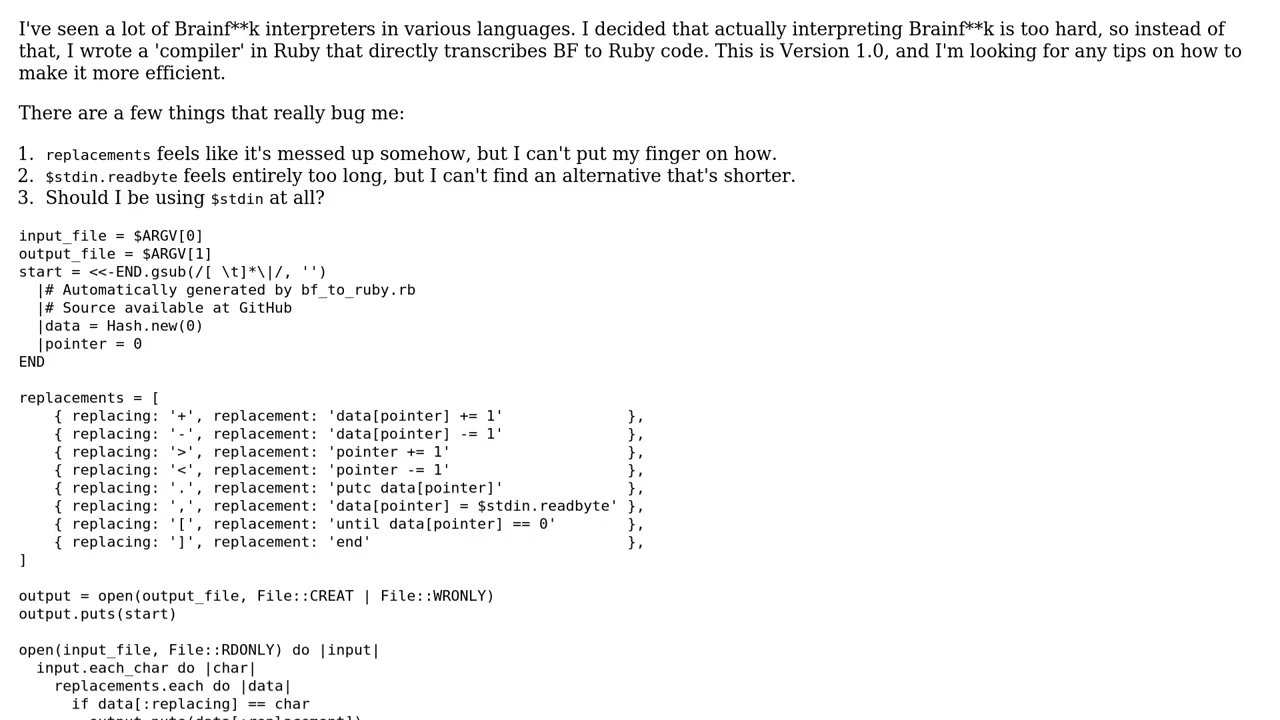 I've seen a lot of Brainf**k interpreters in various languages. I decided that actually interpreting Brainf**k is too hard, so instead of
that, I wrote a 'compiler' in Ruby that directly transcribes BF to Ruby code. This is Version 1.0, and I'm looking for any tips on how to
make it more efficient.
There are a few things that really bug me:
1. replacements feels like it's messed up somehow, but I can't put my finger on how.
2. $stdin.readbyte feels entirely too long, but I can't find an alternative that's shorter.
3. Should I be using $stdin at all?
input_file = $ARGV[0]
output_file = $ARGV[1]
start = <<-END.gsub(/[ \t]*\|/, '')
  |# Automatically generated by bf_to_ruby.rb
  |# Source available at GitHub
  |data = Hash.new(0)
  |pointer = 0
END
replacements = [
    { replacing: '+', replacement: 'data[pointer] += 1'              },
    { replacing: '-', replacement: 'data[pointer] -= 1'              },
    { replacing: '>', replacement: 'pointer += 1'                    },
    { replacing: '<', replacement: 'pointer -= 1'                    },
    { replacing: '.', replacement: 'putc data[pointer]'              },
    { replacing: ',', replacement: 'data[pointer] = $stdin.readbyte' },
    { replacing: '[', replacement: 'until data[pointer] == 0'        },
    { replacing: ']', replacement: 'end'                             },
]
output = open(output_file, File::CREAT | File::WRONLY)
output.puts(start)
open(input_file, File::RDONLY) do |input|
  input.each_char do |char|
    replacements.each do |data|
      if data[:replacing] == char
        output.puts(data[:replacement])